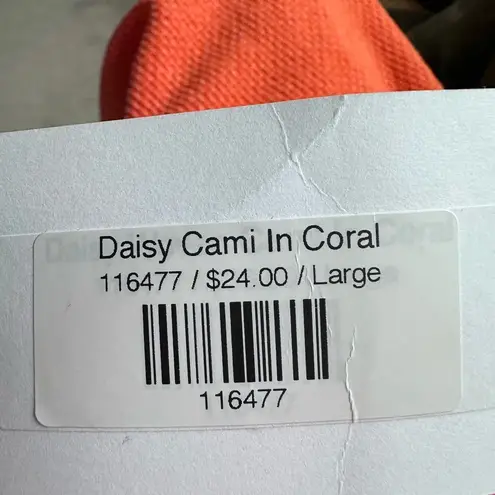 Daisy Cami In Coral
116477 / $24.00 / Large
116477